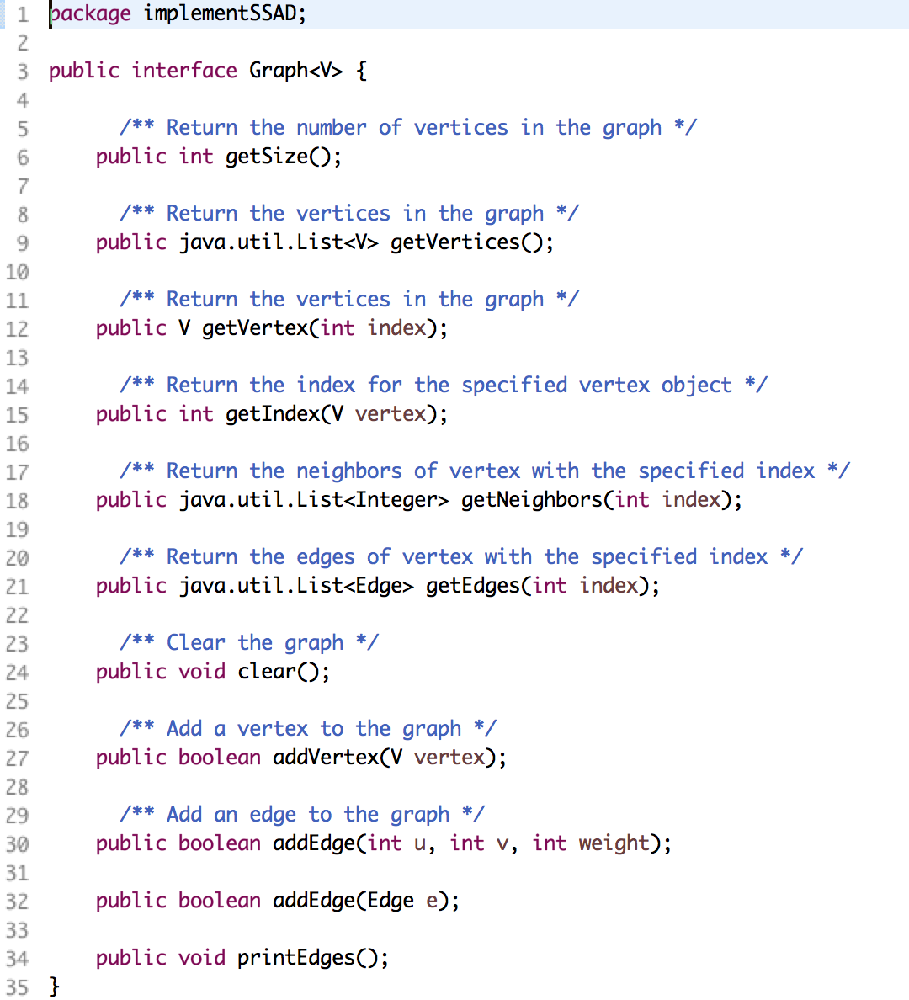 1 package implementSSAD;
2
3 public interface Graph<V> {
4
5 /** Return the number of vertices in the graph */
6 public int getSize();
7
8 /** Return the vertices in the graph */
9 public java.util.List<V> getVertices();
10
11 /** Return the vertices in the graph */
12 public V getVertex(int index);
13
14 /** Return the index for the specified vertex object */
15 public int getIndex(V vertex);
16
17 /** Return the neighbors of vertex with the specified index */
18 public java.util.List<Integer> getNeighbors(int index);
19
20 /** Return the edges of vertex with the specified index */
21 public java.util.List<Edge> getEdges(int index);
22
23 /** Clear the graph */
24 public void clear();
25
26 /** Add a vertex to the graph */
27 public boolean addVertex(V vertex);
28
29 /** Add an edge to the graph */
30 public boolean addEdge(int u, int v, int weight);
31
32 public boolean addEdge(Edge e);
33
34 public void printEdges();
35 }